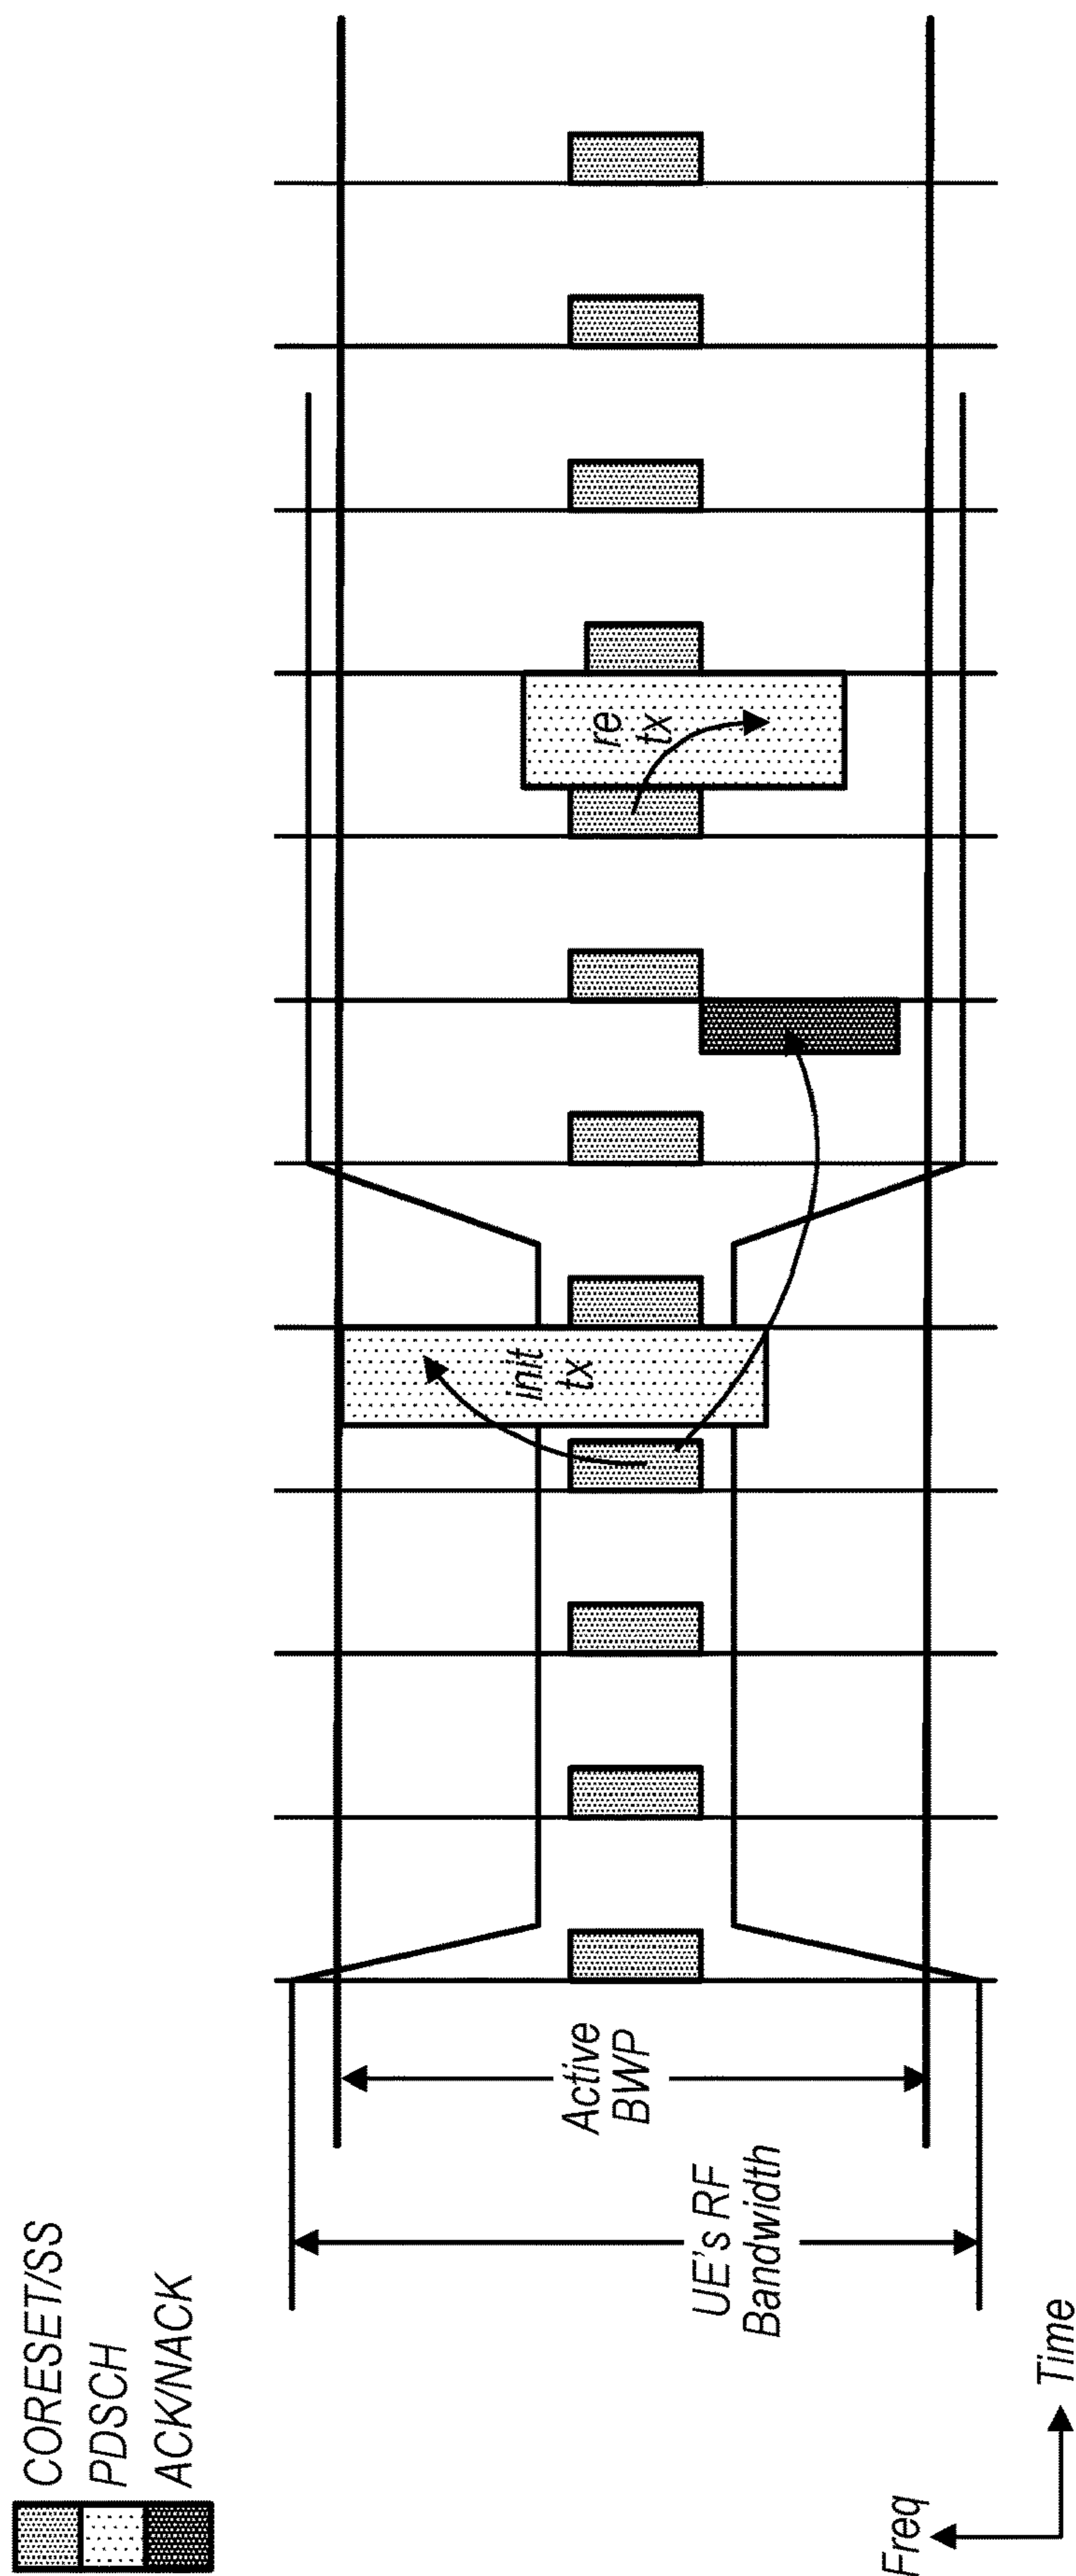 CORESET/SS
PDSCH
ACK/NACK
UE's RF
Bandwidth
Active
BWP
init
tx
re
tx
Freq
Time